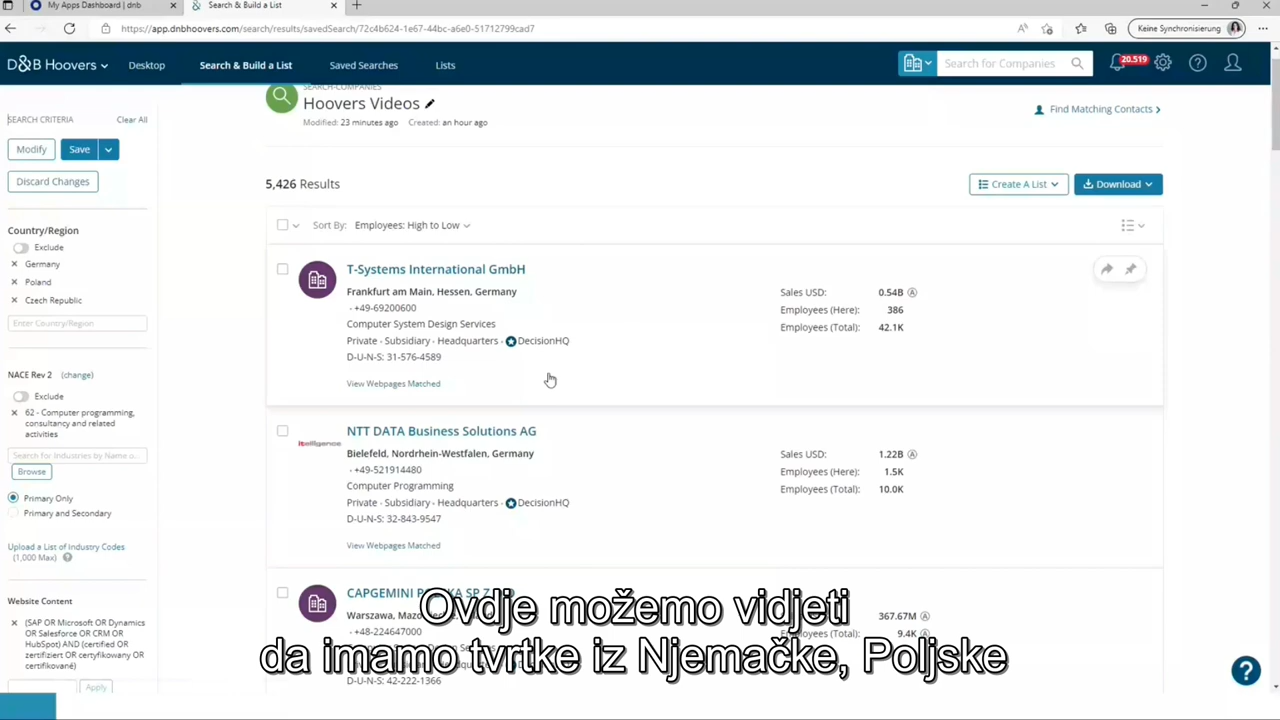 My Apps Dashboard | dnb
Search & Build a List
https://app.dnbhoovers.com/search/results/savedSearch/72c4b624-1e67-44bc-a6e0-51712799cad7
Keine Synchronisierung
D&B Hoovers
Desktop
Search & Build a List
Saved Searches
Lists
Search for Companies
20.519
SEARCH CRITERIA
Clear All
Modify
Save
Discard Changes
Country/Region
Exclude
Germany
Poland
Czech Republic
Enter Country/Region
NACE Rev 2 (change)
Exclude
62 - Computer programming,
consultancy and related
activities
Search for Industries by Name o...
Browse
Primary Only
Primary and Secondary
Upload a List of Industry Codes
(1,000 Max)
Website Content
(SAP OR Microsoft OR Dynamics
OR Salesforce OR CRM OR
HubSpot) AND (certified OR
zertifiziert OR certyfikowany OR
certifikované)
Apply
SEARCH-COMPANIES
Hoovers Videos
Modified: 23 minutes ago Created: an hour ago
Find Matching Contacts
5,426 Results
Create A List
Download
Sort By: Employees: High to Low
T-Systems International GmbH
Frankfurt am Main, Hessen, Germany
- +49-69200600
Computer System Design Services
Private - Subsidiary - Headquarters - DecisionHQ
D-U-N-S: 31-576-4589
View Webpages Matched
Sales USD: 0.54B
Employees (Here): 386
Employees (Total): 42.1K
itelligence
NTT DATA Business Solutions AG
Bielefeld, Nordrhein-Westfalen, Germany
- +49-521914480
Computer Programming
Private - Subsidiary - Headquarters - DecisionHQ
D-U-N-S: 32-843-9547
View Webpages Matched
Sales USD: 1.22B
Employees (Here): 1.5K
Employees (Total): 10.0K
CAPGEMINI
Warszawa,
- +48-224647000
D-U-N-S: 42-222-1366
367.67M
9.4K
Ovdje možemo vidjeti
da imamo tvrtke iz Njemačke, Poljske